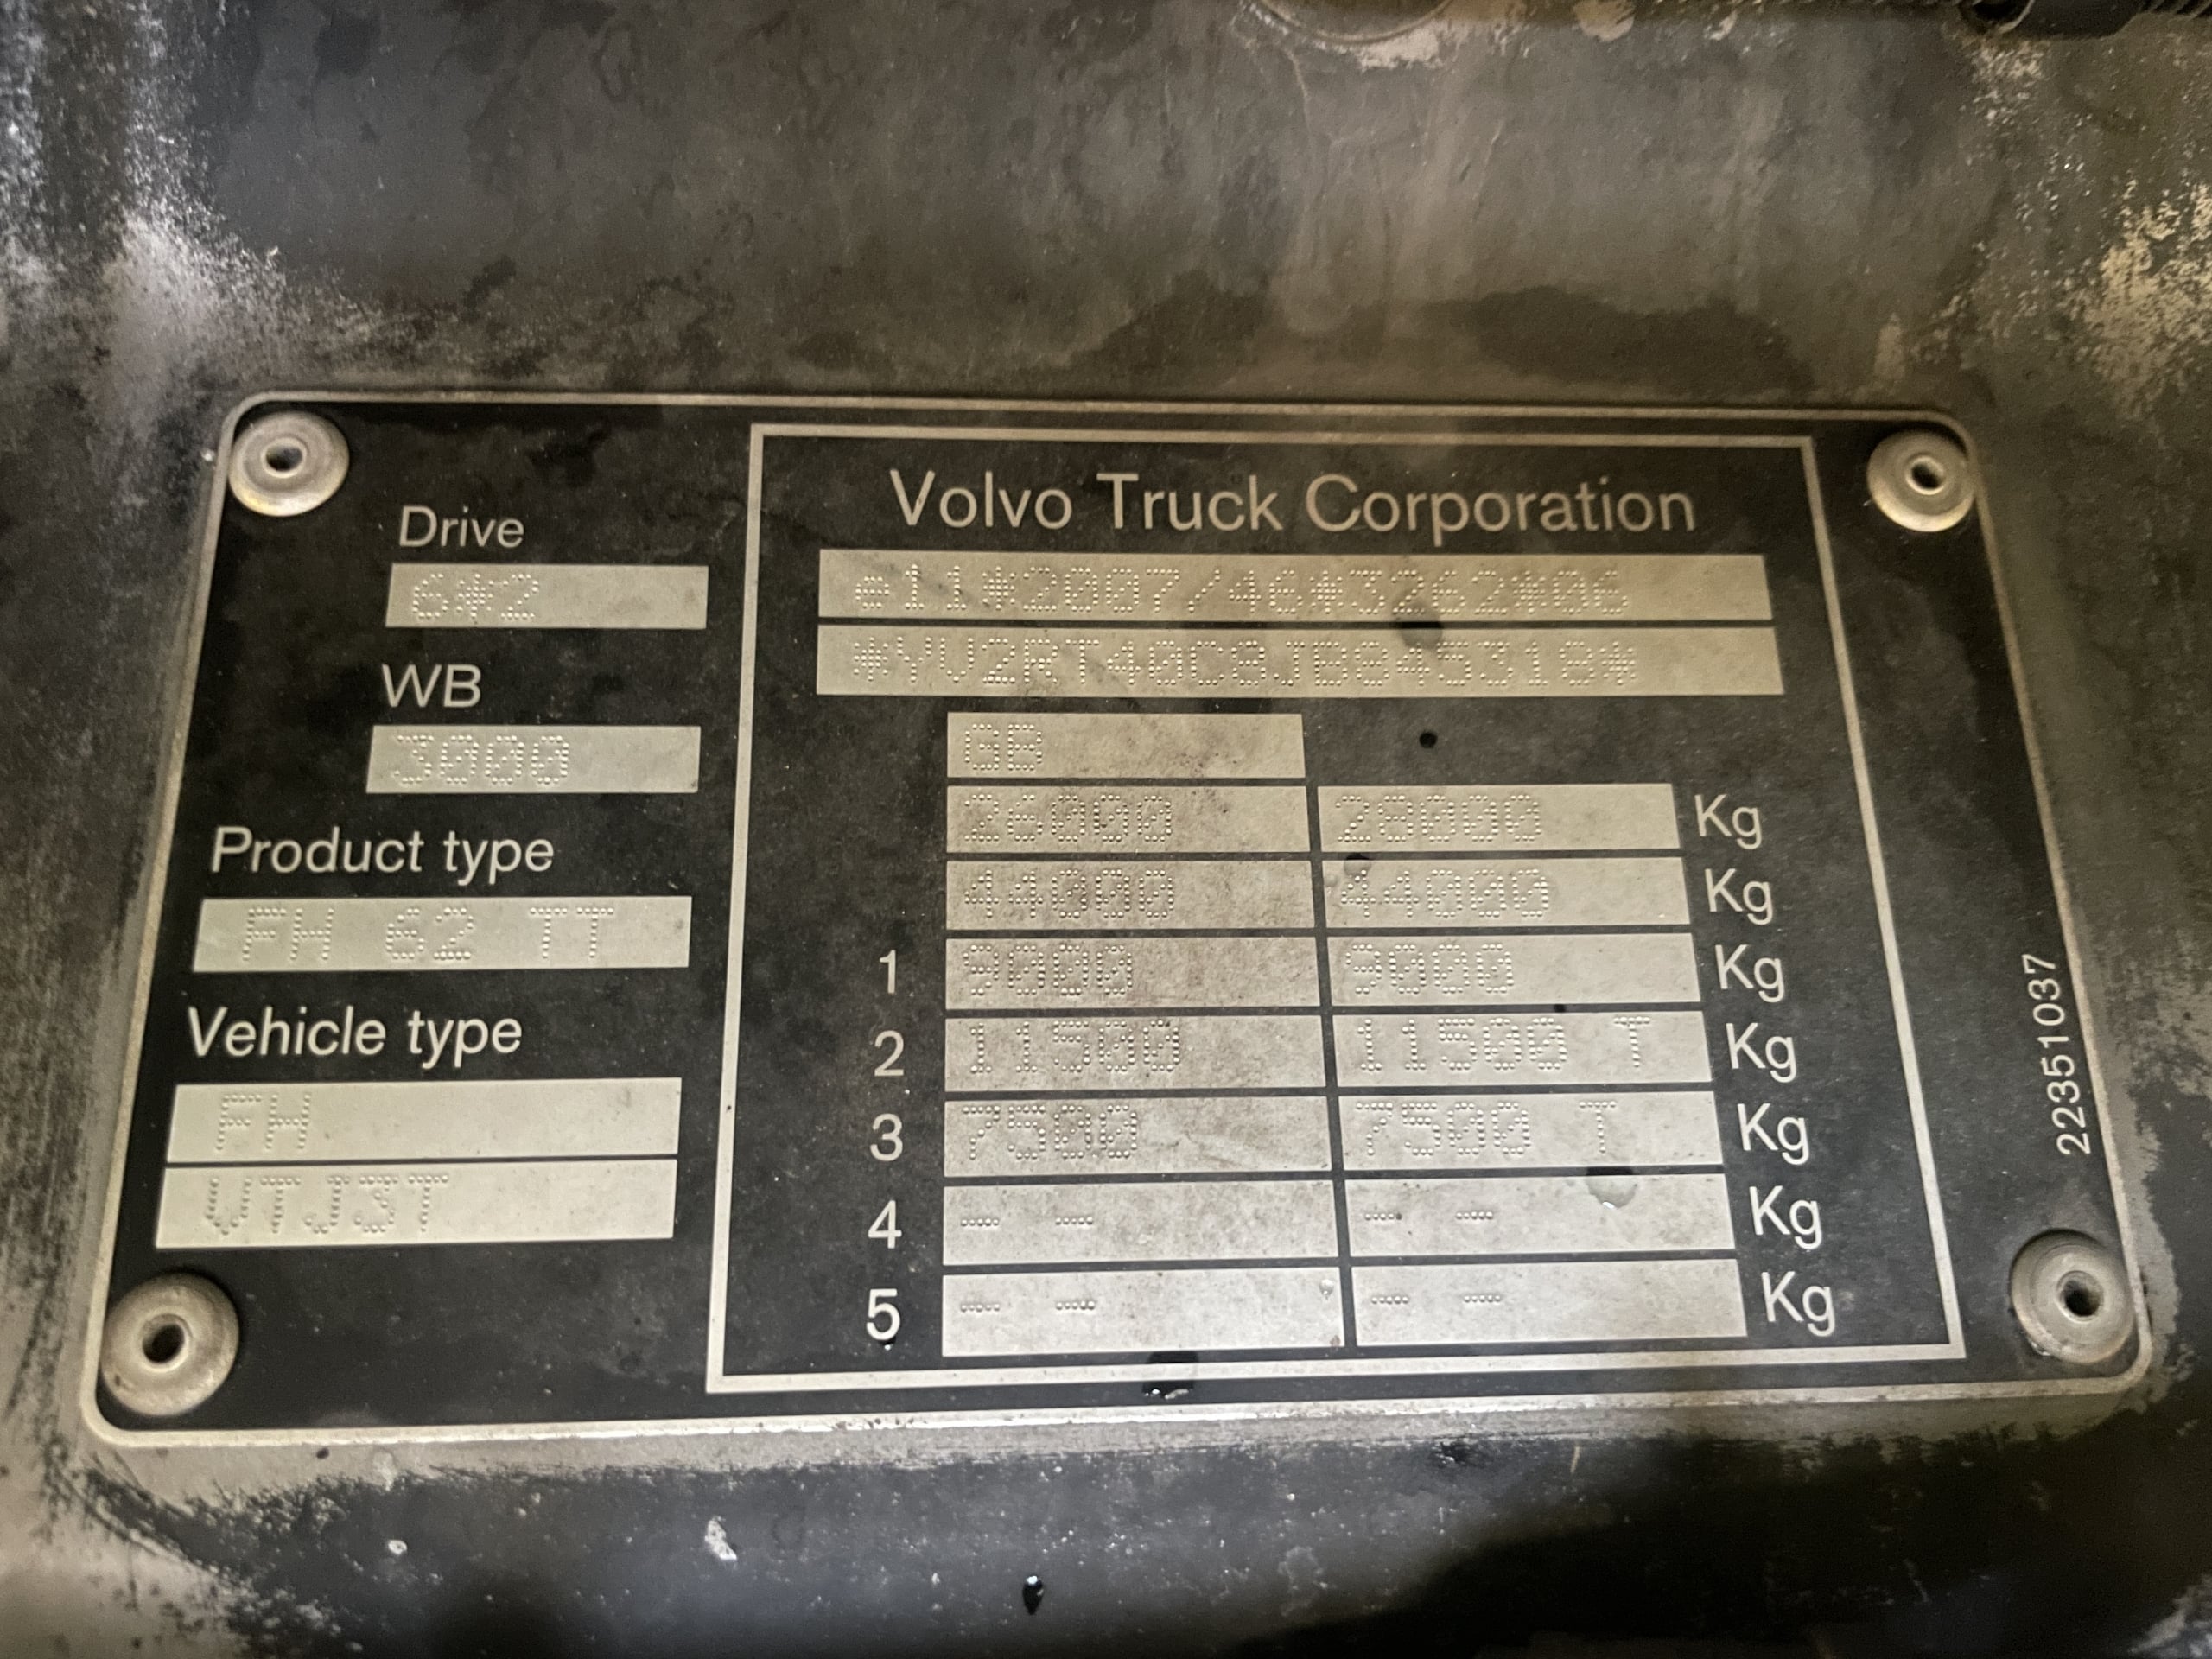 Drive
6*2
WB
3000
Product type
FH 62 TT
Vehicle type
FH
VTJ3T
Volvo Truck Corporation
e11*2007/46*3262*06
*YV2RT40C8JB845318*
GB
26000 28000 Kg
44000 44000 Kg
1 9000 9000 Kg
2 11500 11500 T Kg
3 7500 7500 T Kg
4 - - - - Kg
5 - - - - Kg
22351037